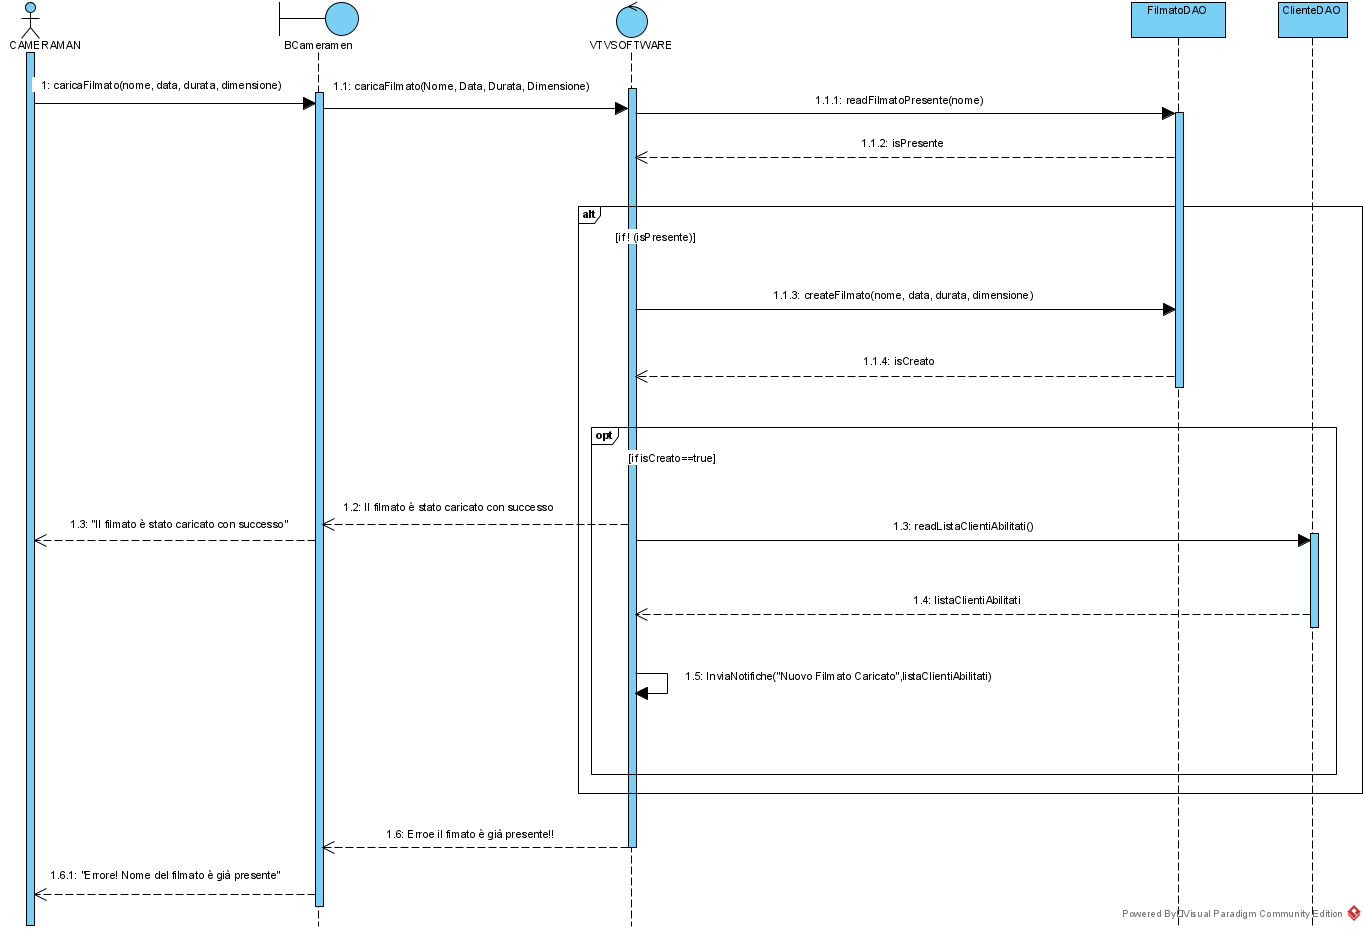 CAMERAMAN
BCameramen
VTVSOFTWARE
FilmatoDAO
ClienteDAO
1: caricaFilmato(nome, data, durata, dimensione)
1.1: caricaFilmato(Nome, Data, Durata, Dimensione)
1.1.1: readFilmatoPresente(nome)
1.1.2: isPresente
alt
[if! (isPresente)]
1.1.3: createFilmato(nome, data, durata, dimensione)
1.1.4: isCreato
opt
[if isCreato==true]
1.2: Il filmato è stato caricato con successo
1.3: "Il filmato è stato caricato con successo"
1.3: readListaClientiAbilitati()
1.4: listaClientiAbilitati
1.5: InviaNotifiche("Nuovo Filmato Caricato",listaClientiAbilitati)
1.6: Erroe il fimato è già presente!!
1.6.1: "Errore! Nome del filmato è già presente"
Powered By Visual Paradigm Community Edition